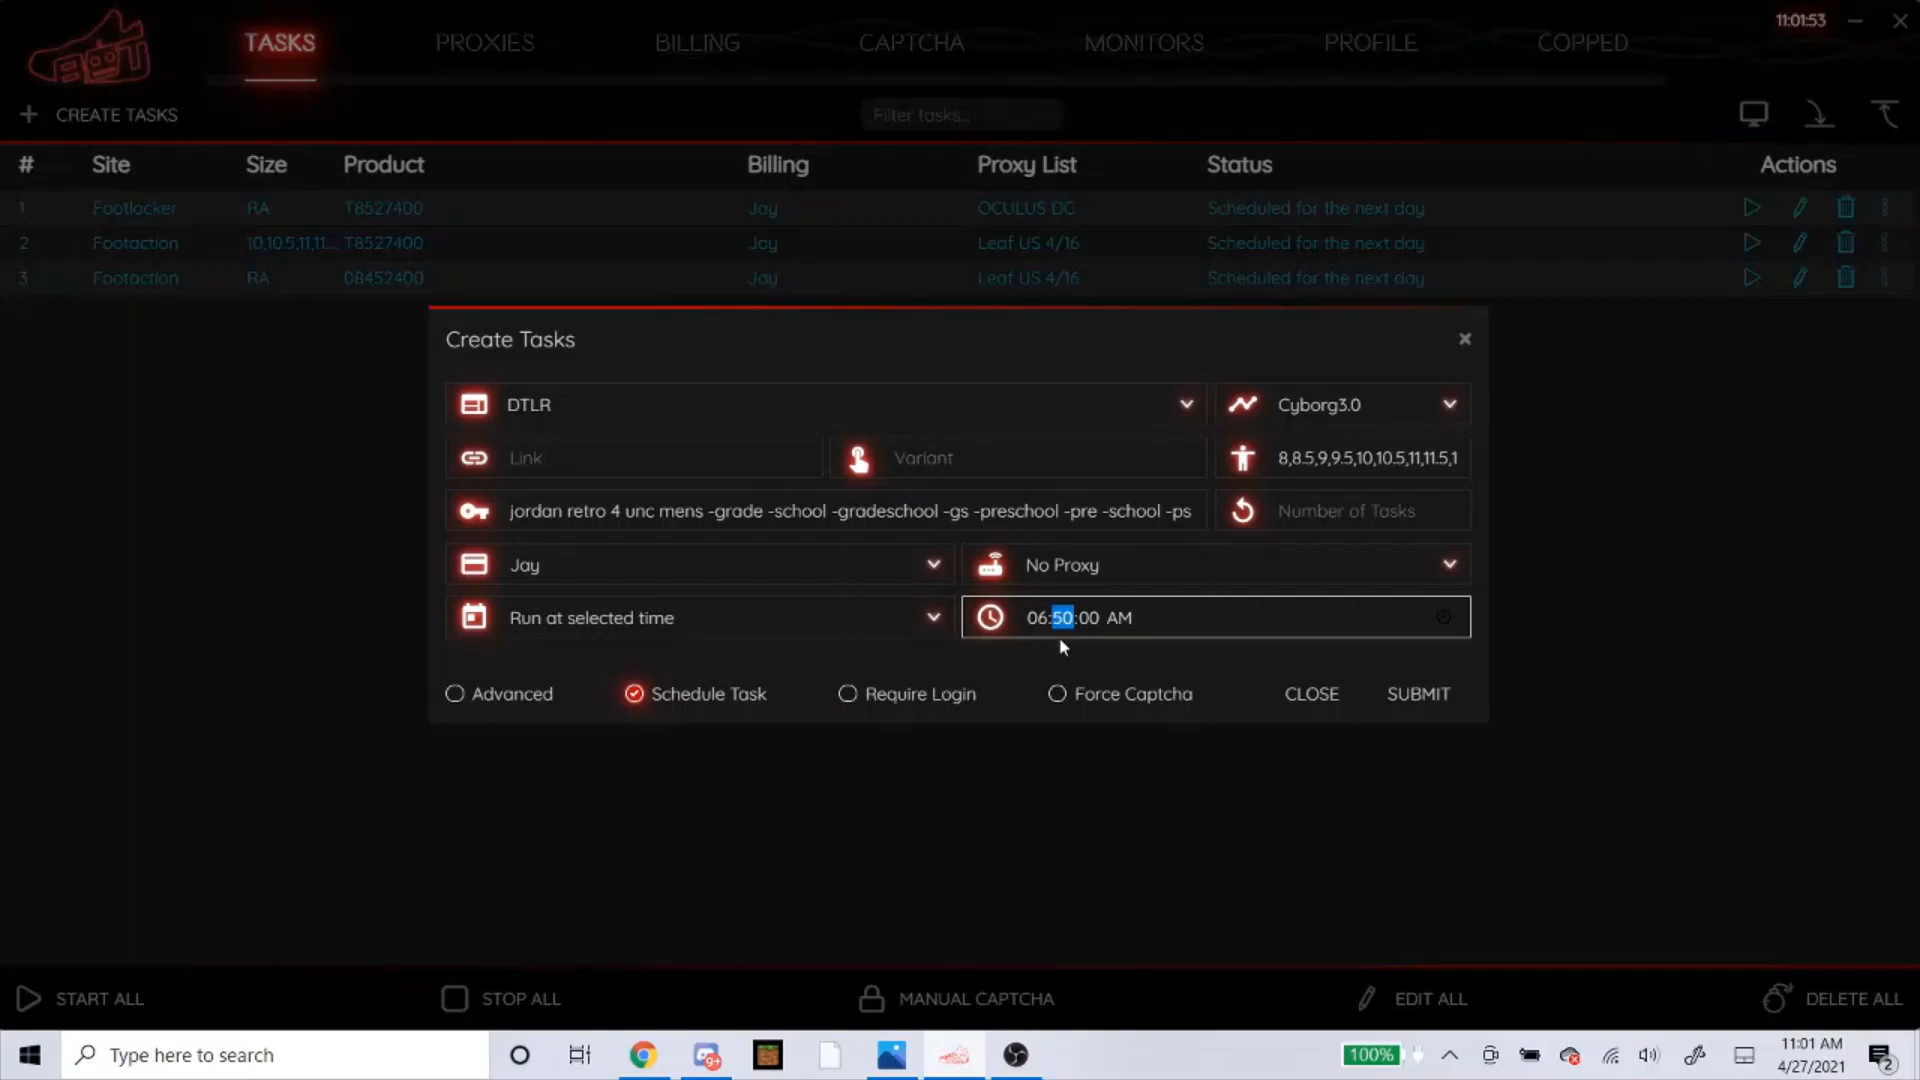 11:01:53
TASKS PROXIES BILLING CAPTCHA MONITORS PROFILE COPPED
CREATE TASKS Filter tasks...
# Site Size Product Billing Proxy List Status Actions
1 Footlocker RA T8527400 Jay OCULUS DC Scheduled for the next day
2 Footaction 10,10.5,11,11... T8527400 Jay Leaf US 4/16 Scheduled for the next day
3 Footaction RA 08452400 Jay Leaf US 4/16 Scheduled for the next day
Create Tasks
DTLR Cyborg3.0
Link Variant 8,8.5,9,9.5,10,10.5,11,11.5,1
jordan retro 4 unc mens -grade -school -gradeschool -gs -preschool -pre -school -ps Number of Tasks
Jay No Proxy
Run at selected time 06:50:00 AM
Advanced Schedule Task Require Login Force Captcha CLOSE SUBMIT
START ALL STOP ALL MANUAL CAPTCHA EDIT ALL DELETE ALL
Type here to search 9+ 100% 11:01 AM
4/27/2021 2